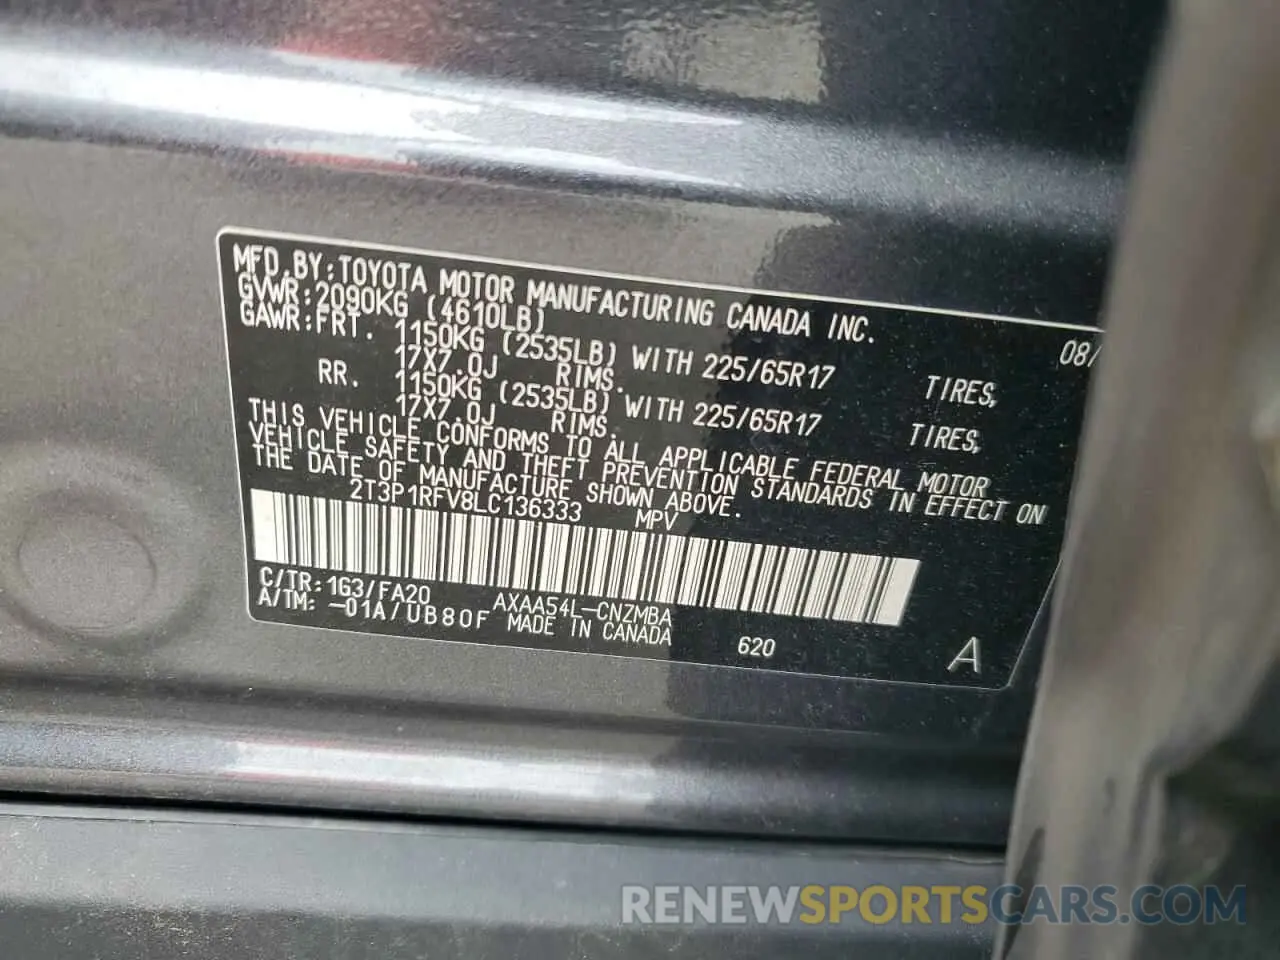 MFD.BY:TOYOTA MOTOR MANUFACTURING CANADA INC. 08/
GVWR:2090KG (4610LB)
GAWR:FRT. 1150KG (2535LB) WITH 225/65R17 TIRES,
17X7.0J RIMS.
RR. 1150KG (2535LB) WITH 225/65R17 TIRES,
17X7.0J RIMS.
THIS VEHICLE CONFORMS TO ALL APPLICABLE FEDERAL MOTOR
VEHICLE SAFETY AND THEFT PREVENTION STANDARDS IN EFFECT ON
THE DATE OF MANUFACTURE SHOWN ABOVE.
2T3P1RFV8LC136333 MPV
C/TR:1G3/FA20 AXAA54L-CNZMBA
A/TM: -01A/UB80F MADE IN CANADA 620 A
RENEWSPORTSCARS.COM